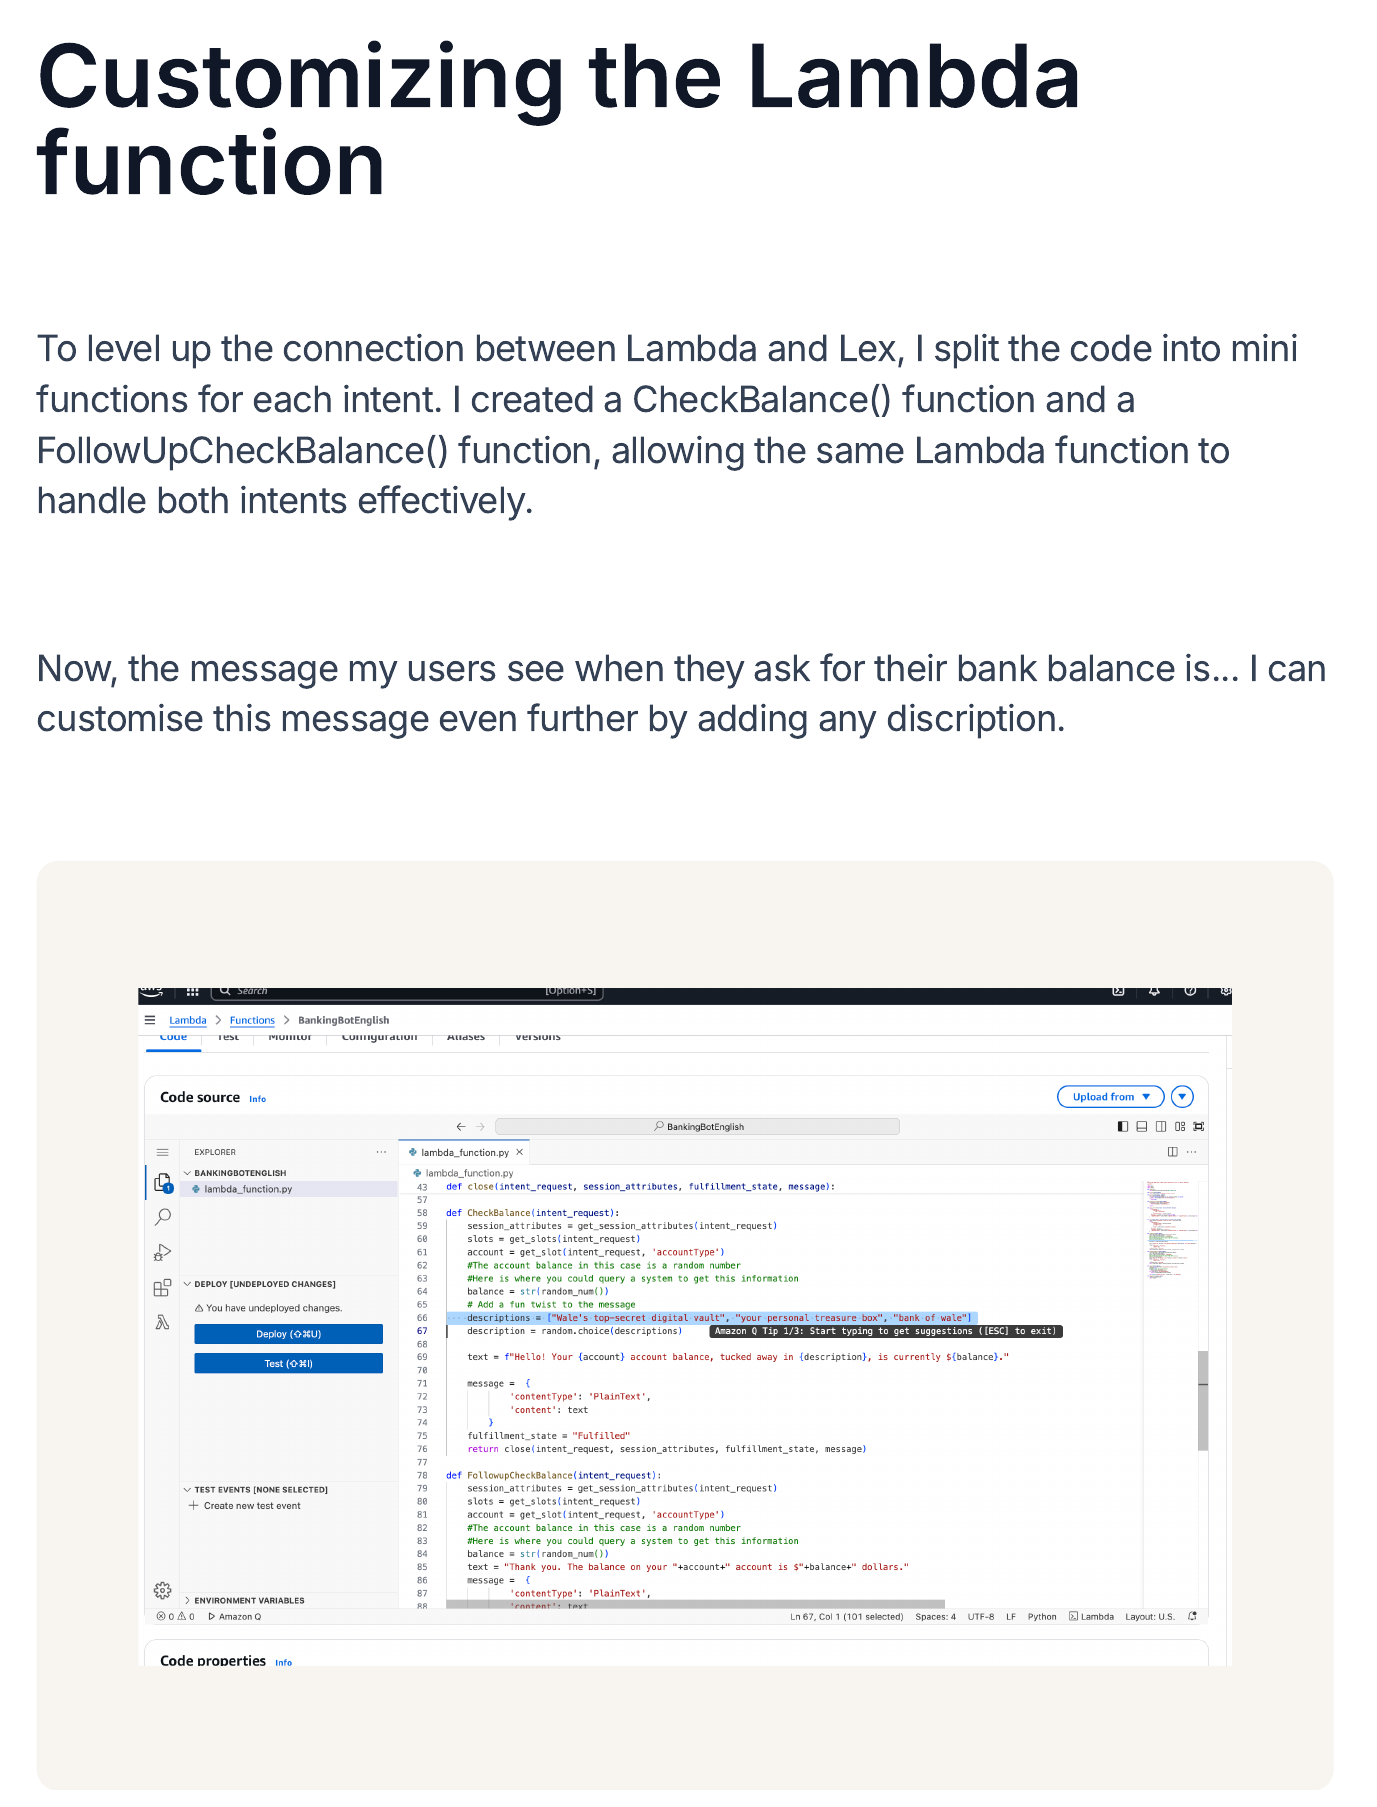 Customizing the Lambda
function
To level up the connection between Lambda and Lex, I split the code into mini
functions for each intent. I created a CheckBalance() function and a
FollowUpCheckBalance() function, allowing the same Lambda function to
handle both intents effectively.
Now, the message my users see when they ask for their bank balance is... I can
customise this message even further by adding any discription.
aws Search [Option+S]
Lambda > Functions > BankingBotEnglish
Code Test Monitor Configuration Aliases Versions
Code source Info Upload from
BankingBotEnglish
EXPLORER ...
BANKINGBOTENGLISH
lambda_function.py
DEPLOY [UNDEPLOYED CHANGES]
You have undeployed changes.
Deploy (⇧⌘U)
Test (⇧⌘I)
TEST EVENTS [NONE SELECTED]
Create new test event
ENVIRONMENT VARIABLES
lambda_function.py
lambda_function.py
43 def close(intent_request, session_attributes, fulfillment_state, message):
57
58 def CheckBalance(intent_request):
59 session_attributes = get_session_attributes(intent_request)
60 slots = get_slots(intent_request)
61 account = get_slot(intent_request, 'accountType')
62 #The account balance in this case is a random number
63 #Here is where you could query a system to get this information
64 balance = str(random_num())
65 # Add a fun twist to the message
66 descriptions = ["Wale's top-secret digital vault", "your personal treasure box", "bank of wale"]
67 description = random.choice(descriptions) Amazon Q Tip 1/3: Start typing to get suggestions ([ESC] to exit)
68
69 text = f"Hello! Your {account} account balance, tucked away in {description}, is currently ${balance}."
70
71 message = {
72 'contentType': 'PlainText',
73 'content': text
74 }
75 fulfillment_state = "Fulfilled"
76 return close(intent_request, session_attributes, fulfillment_state, message)
77
78 def FollowupCheckBalance(intent_request):
79 session_attributes = get_session_attributes(intent_request)
80 slots = get_slots(intent_request)
81 account = get_slot(intent_request, 'accountType')
82 #The account balance in this case is a random number
83 #Here is where you could query a system to get this information
84 balance = str(random_num())
85 text = "Thank you. The balance on your "+account+" account is $"+balance+" dollars."
86 message = {
87 'contentType': 'PlainText',
88 'content': text
0 0 Amazon Q Ln 67, Col 1 (101 selected) Spaces: 4 UTF-8 LF Python Lambda Layout: U.S.
Code properties Info